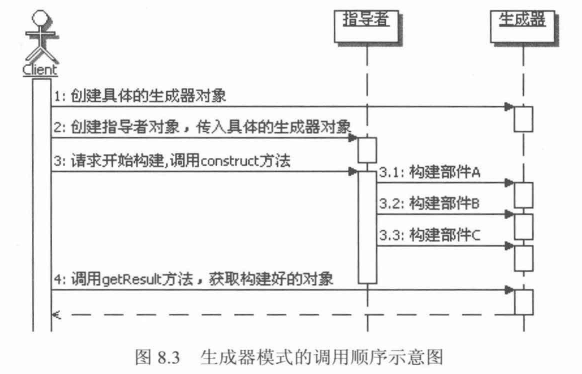 指导者
生成器
Client
1: 创建具体的生成器对象
2: 创建指导者对象，传入具体的生成器对象
3: 请求开始构建,调用construct方法
3.1: 构建部件A
3.2: 构建部件B
3.3: 构建部件C
4: 调用getResult方法，获取构建好的对象
图 8.3 生成器模式的调用顺序示意图